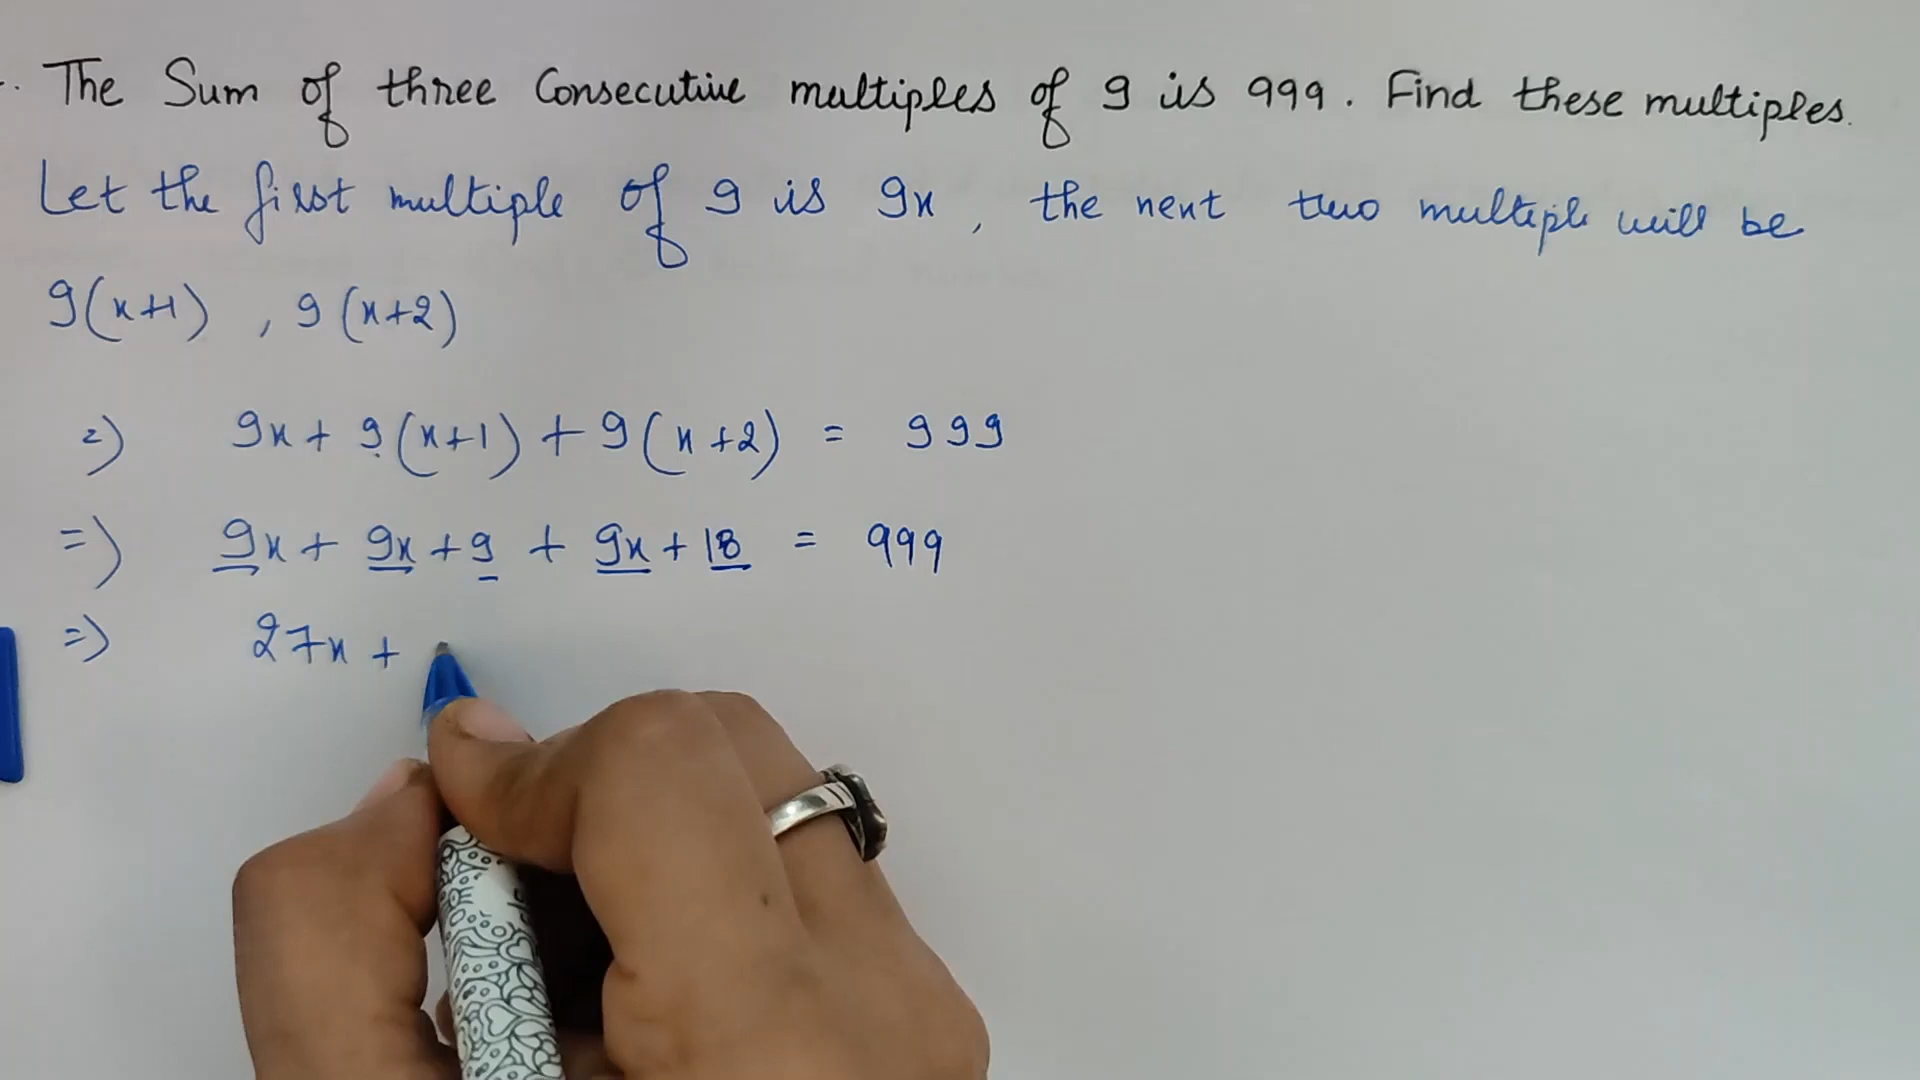 The Sum of three Consecutive multiples of 9 is 999. Find these multiples.
Let the first multiple of 9 is 9x, the next two multiple will be
9(x+1), 9(x+2)
=) 9x + 9(x+1) + 9(x+2) = 999
=) 9x + 9x + 9 + 9x + 18 = 999
=) 27x +